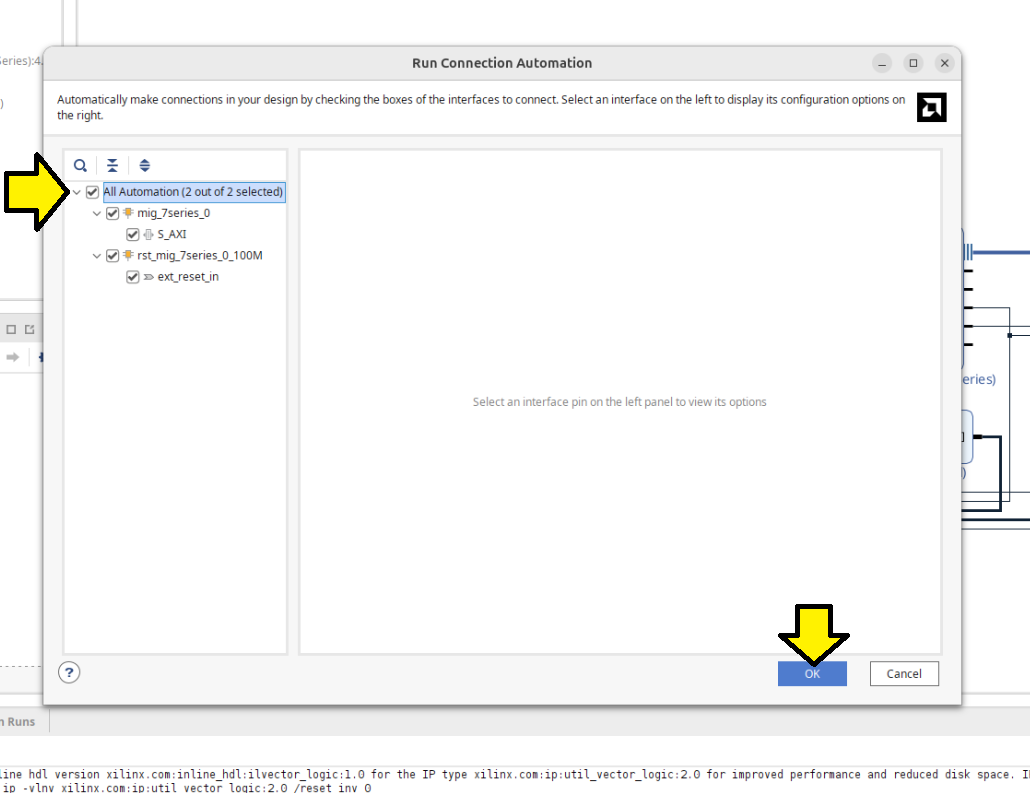 Series):4.
)
Run Connection Automation
Automatically make connections in your design by checking the boxes of the interfaces to connect. Select an interface on the left to display its configuration options on
the right.
All Automation (2 out of 2 selected)
mig_7series_0
S_AXI
rst_mig_7series_0_100M
ext_reset_in
Select an interface pin on the left panel to view its options
eries)
)
?
OK
Cancel
n Runs
line hdl version xilinx.com:inline_hdl:ilvector_logic:1.0 for the IP type xilinx.com:ip:util_vector_logic:2.0 for improved performance and reduced disk space. I
ip -vlnv xilinx.com:ip:util_vector_logic:2.0 /reset_inv_0